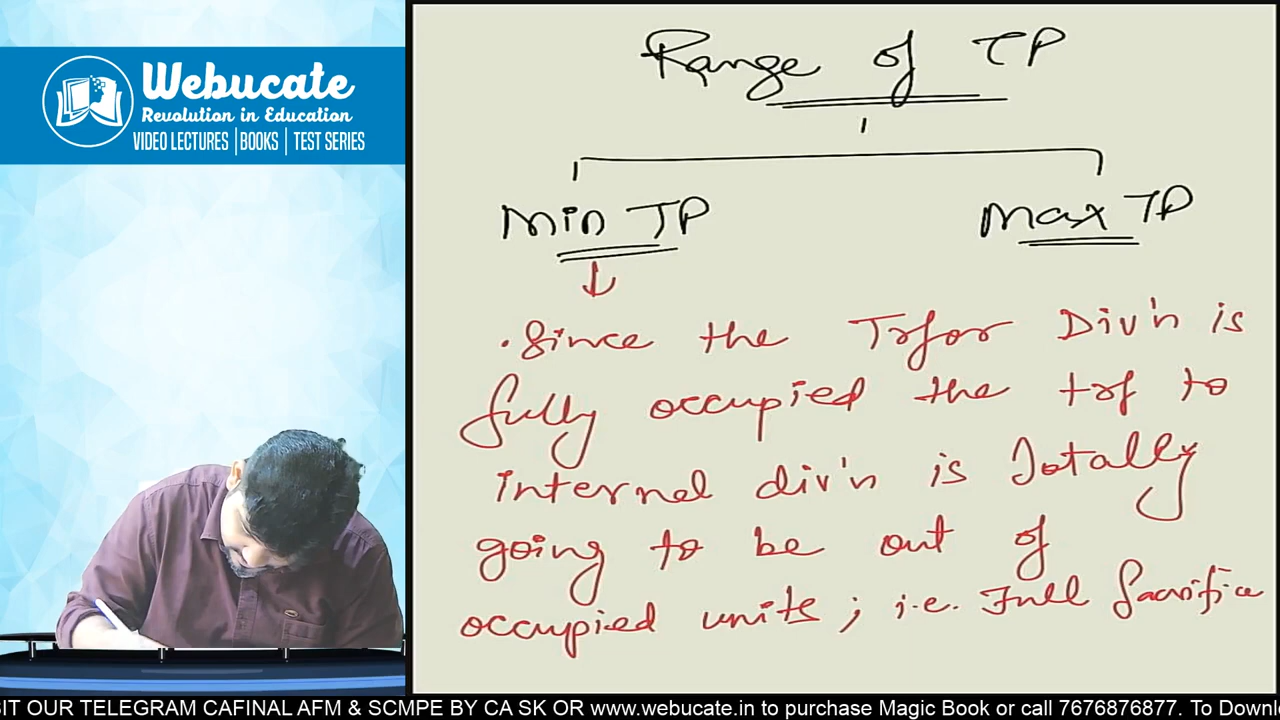 Webucate
Revolution in Education
VIDEO LECTURES | BOOKS | TEST SERIES
Range of TP
Min TP
Max TP
. Since the Trfor Div'n is
fully occupied the trf to
internal div'n is Totally
going to be out of
occupied units ; i.e. Full Sacrifice
SIT OUR TELEGRAM CAFINAL AFM & SCMPE BY CA SK OR www.webucate.in to purchase Magic Book or call 7676876877. To Downl